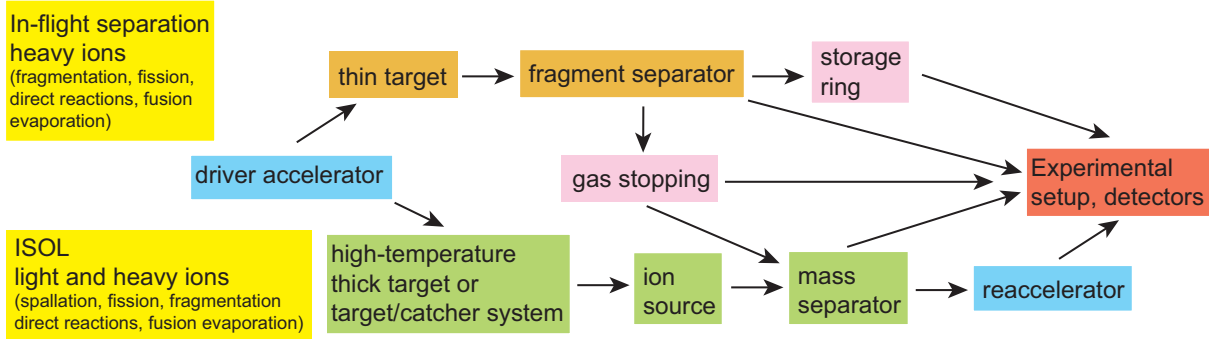 In-flight separation
heavy ions
(fragmentation, fission,
direct reactions, fusion
evaporation)
thin target
fragment separator
storage
ring
driver accelerator
gas stopping
Experimental
setup, detectors
ISOL
light and heavy ions
(spallation, fission, fragmentation
direct reactions, fusion evaporation)
high-temperature
thick target or
target/catcher system
ion
source
mass
separator
reaccelerator